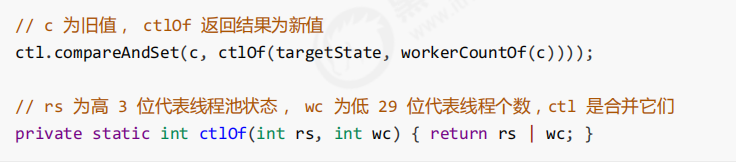 // c 为旧值， ctlOf 返回结果为新值
ctl.compareAndSet(c, ctlOf(targetState, workerCountOf(c))));
// rs 为高 3 位代表线程池状态， wc 为低 29 位代表线程个数，ctl 是合并它们
private static int ctlOf(int rs, int wc) { return rs | wc; }